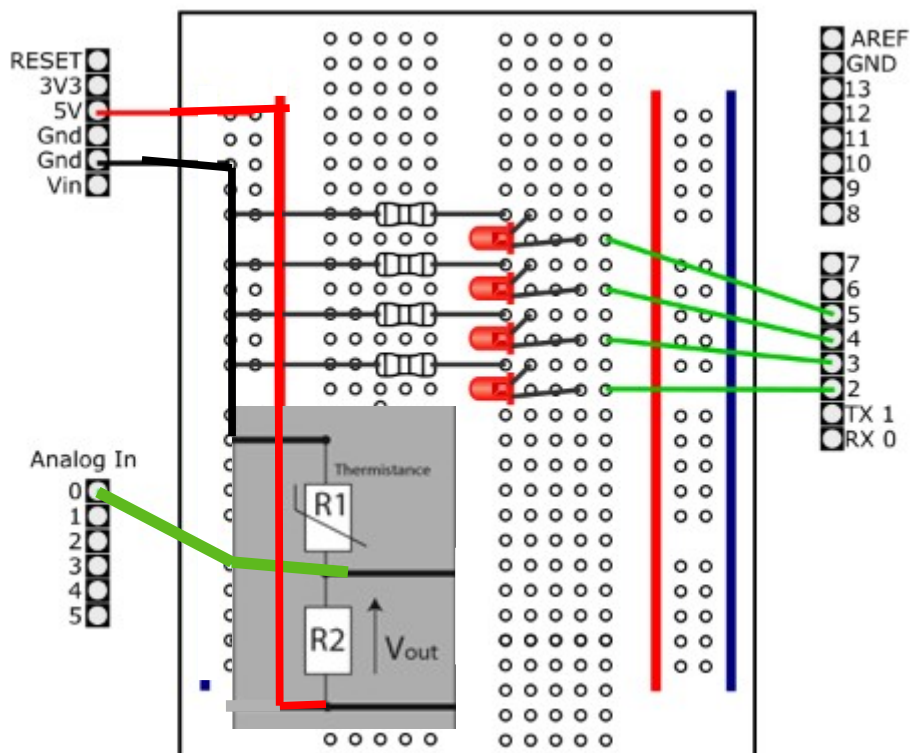 RESET
3V3
5V
Gnd
Gnd
Vin
Analog In
0
1
2
3
4
5
Thermistance
R1
R2
Vout
AREF
GND
13
12
11
10
9
8
7
6
5
4
3
2
TX 1
RX 0